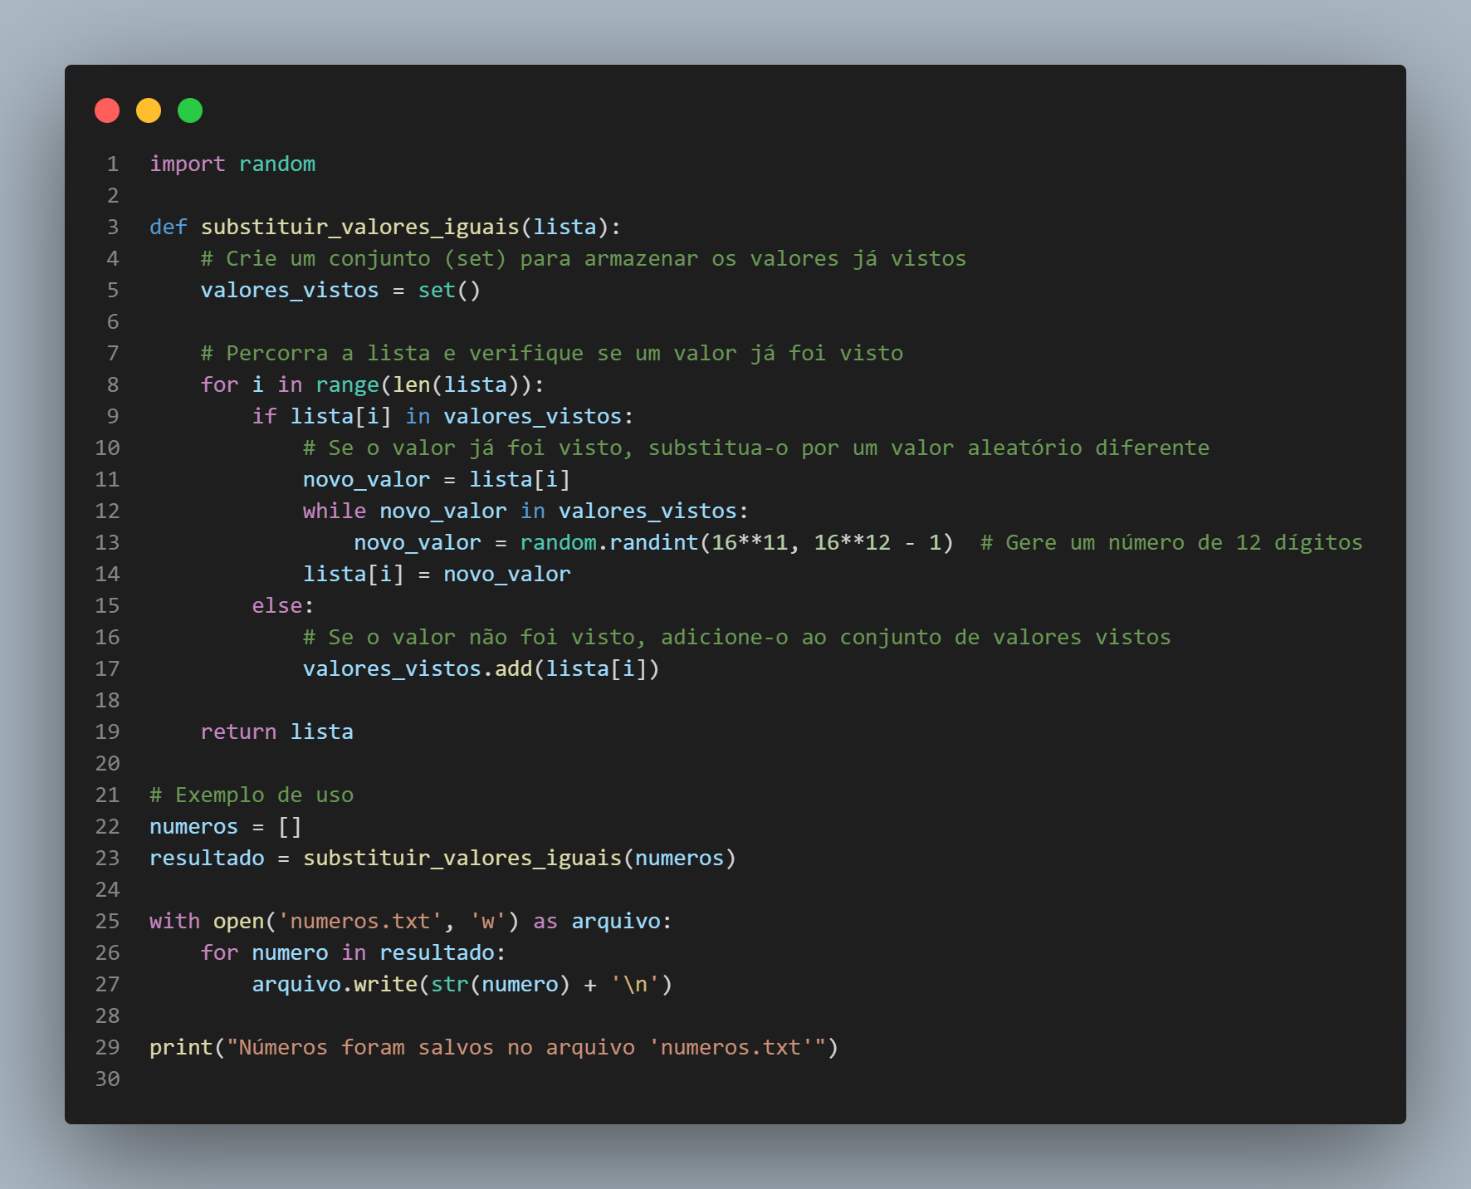 1 import random
2
3 def substituir_valores_iguais(lista):
4     # Crie um conjunto (set) para armazenar os valores já vistos
5     valores_vistos = set()
6
7     # Percorra a lista e verifique se um valor já foi visto
8     for i in range(len(lista)):
9         if lista[i] in valores_vistos:
10             # Se o valor já foi visto, substitua-o por um valor aleatório diferente
11             novo_valor = lista[i]
12             while novo_valor in valores_vistos:
13                 novo_valor = random.randint(16**11, 16**12 - 1)  # Gere um número de 12 dígitos
14             lista[i] = novo_valor
15         else:
16             # Se o valor não foi visto, adicione-o ao conjunto de valores vistos
17             valores_vistos.add(lista[i])
18
19     return lista
20
21 # Exemplo de uso
22 numeros = []
23 resultado = substituir_valores_iguais(numeros)
24
25 with open('numeros.txt', 'w') as arquivo:
26     for numero in resultado:
27         arquivo.write(str(numero) + '\n')
28
29 print("Números foram salvos no arquivo 'numeros.txt'")
30